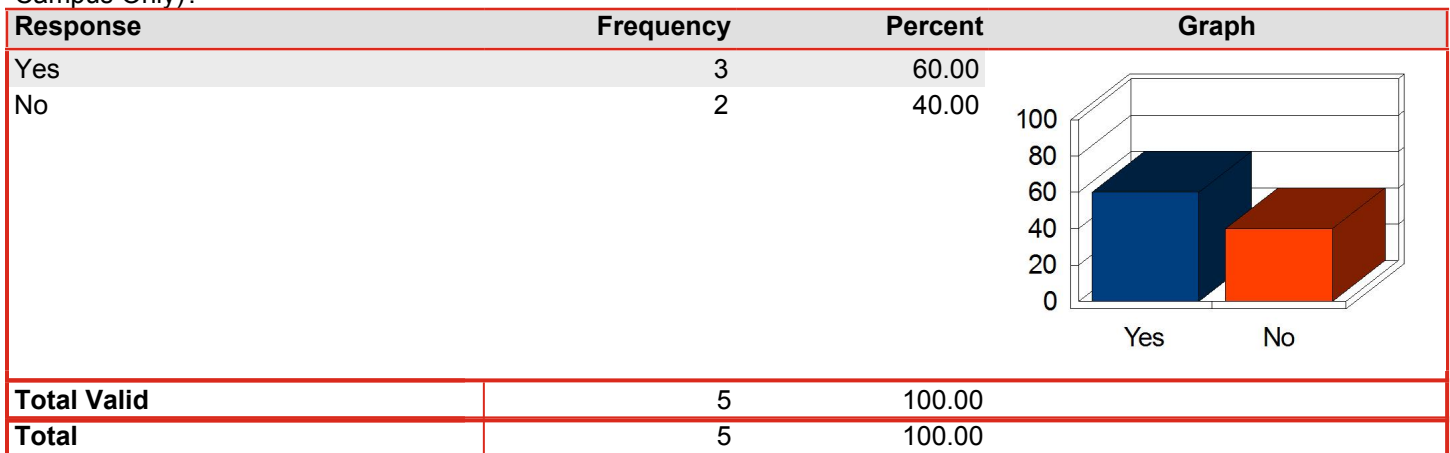 Campus Only)?
Response Frequency Percent Graph
Yes 3 60.00
No 2 40.00
100
80
60
40
20
0
Yes No
Total Valid 5 100.00
Total 5 100.00